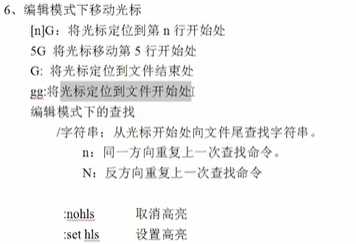 6、编辑模式下移动光标
[n]G：将光标定位到第 n 行开始处
5G 将光标移动第 5 行开始处
G: 将光标定位到文件结束处
gg:将光标定位到文件开始处
编辑模式下的查找
/字符串：从光标开始处向文件尾查找字符串。
n：同一方向重复上一次查找命令。
N：反方向重复上一次查找命令
:nohls 取消高亮
:set hls 设置高亮